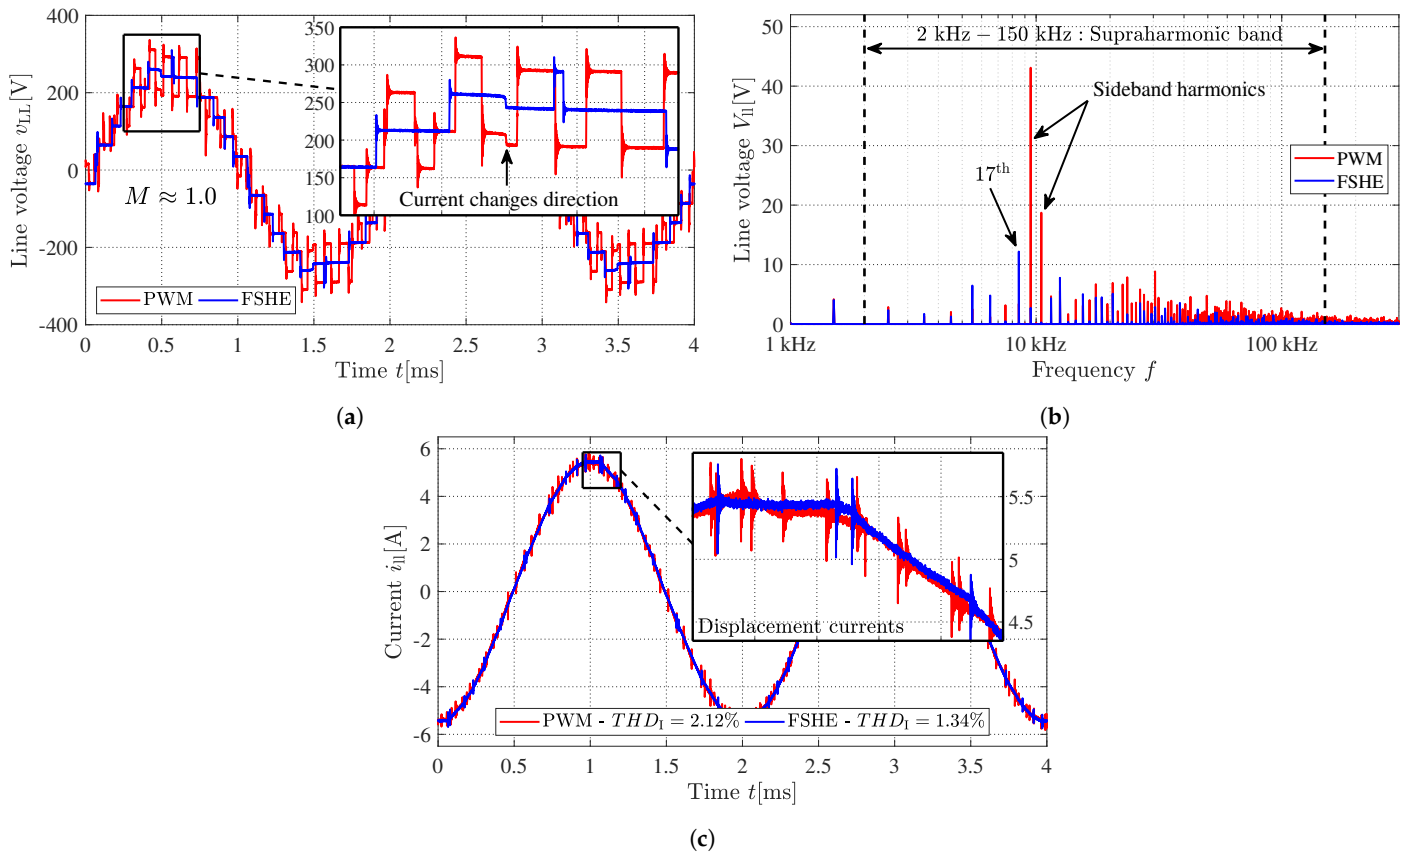 400
200
0
-200
-400
Line voltage vLL[V]
350
300
250
200
150
100
Current changes direction
M ≈ 1.0
PWM FSHE
0 0.5 1 1.5 2 2.5 3 3.5 4
Time t[ms]
(a)
50
40
30
20
10
0
Line voltage Vll[V]
2 kHz − 150 kHz : Supraharmonic band
Sideband harmonics
17th
PWM
FSHE
1 kHz 10 kHz 100 kHz
Frequency f
(b)
6
4
2
0
-2
-4
-6
Current ill[A]
5.5
5
4.5
Displacement currents
PWM - THDI = 2.12% FSHE - THDI = 1.34%
0 0.5 1 1.5 2 2.5 3 3.5 4
Time t[ms]
(c)